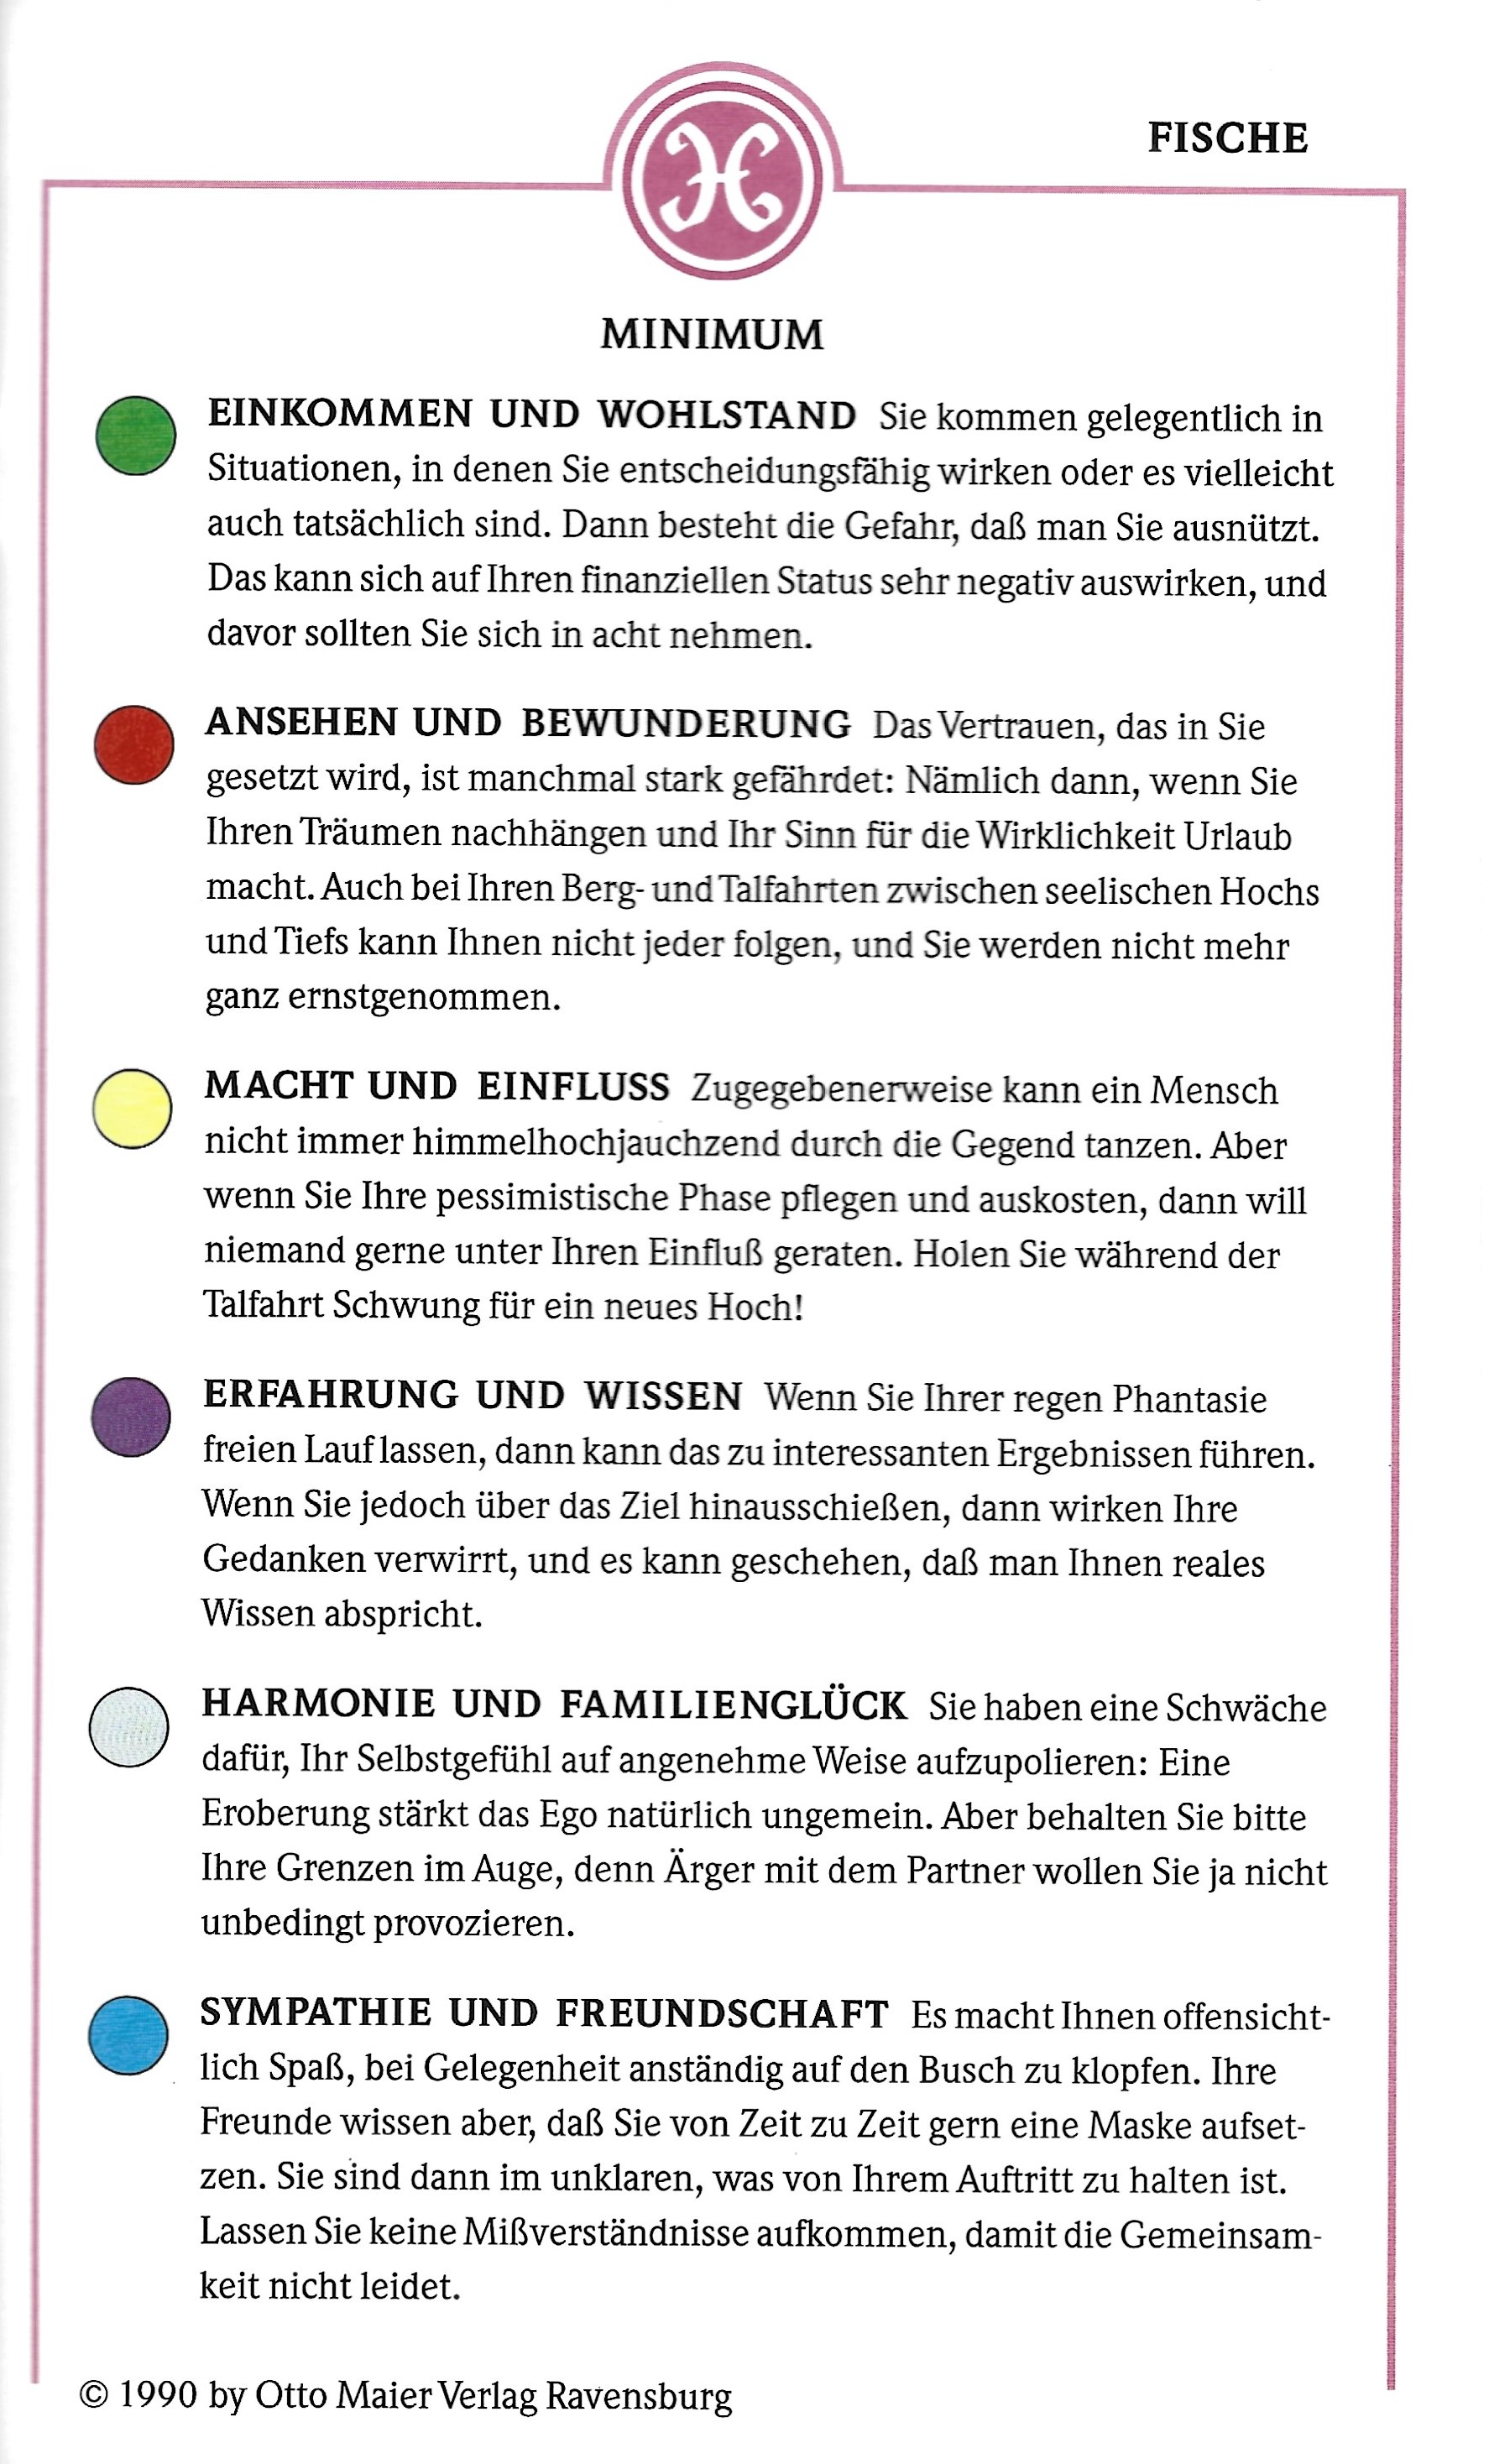 FISCHE
MINIMUM
EINKOMMEN UND WOHLSTAND Sie kommen gelegentlich in
Situationen, in denen Sie entscheidungsfähig wirken oder es vielleicht
auch tatsächlich sind. Dann besteht die Gefahr, daß man Sie ausnützt.
Das kann sich auf Ihren finanziellen Status sehr negativ auswirken, und
davor sollten Sie sich in acht nehmen.
ANSEHEN UND BEWUNDERUNG Das Vertrauen, das in Sie
gesetzt wird, ist manchmal stark gefährdet: Nämlich dann, wenn Sie
Ihren Träumen nachhängen und Ihr Sinn für die Wirklichkeit Urlaub
macht. Auch bei Ihren Berg- und Talfahrten zwischen seelischen Hochs
und Tiefs kann Ihnen nicht jeder folgen, und Sie werden nicht mehr
ganz ernstgenommen.
MACHT UND EINFLUSS Zugegebenerweise kann ein Mensch
nicht immer himmelhochjauchzend durch die Gegend tanzen. Aber
wenn Sie Ihre pessimistische Phase pflegen und auskosten, dann will
niemand gerne unter Ihren Einfluß geraten. Holen Sie während der
Talfahrt Schwung für ein neues Hoch!
ERFAHRUNG UND WISSEN Wenn Sie Ihrer regen Phantasie
freien Lauf lassen, dann kann das zu interessanten Ergebnissen führen.
Wenn Sie jedoch über das Ziel hinausschießen, dann wirken Ihre
Gedanken verwirrt, und es kann geschehen, daß man Ihnen reales
Wissen abspricht.
HARMONIE UND FAMILIENGLÜCK Sie haben eine Schwäche
dafür, Ihr Selbstgefühl auf angenehme Weise aufzupolieren: Eine
Eroberung stärkt das Ego natürlich ungemein. Aber behalten Sie bitte
Ihre Grenzen im Auge, denn Ärger mit dem Partner wollen Sie ja nicht
unbedingt provozieren.
SYMPATHIE UND FREUNDSCHAFT Es macht Ihnen offensicht-
lich Spaß, bei Gelegenheit anständig auf den Busch zu klopfen. Ihre
Freunde wissen aber, daß Sie von Zeit zu Zeit gern eine Maske aufset-
zen. Sie sind dann im unklaren, was von Ihrem Auftritt zu halten ist.
Lassen Sie keine Mißverständnisse aufkommen, damit die Gemeinsam-
keit nicht leidet.
© 1990 by Otto Maier Verlag Ravensburg